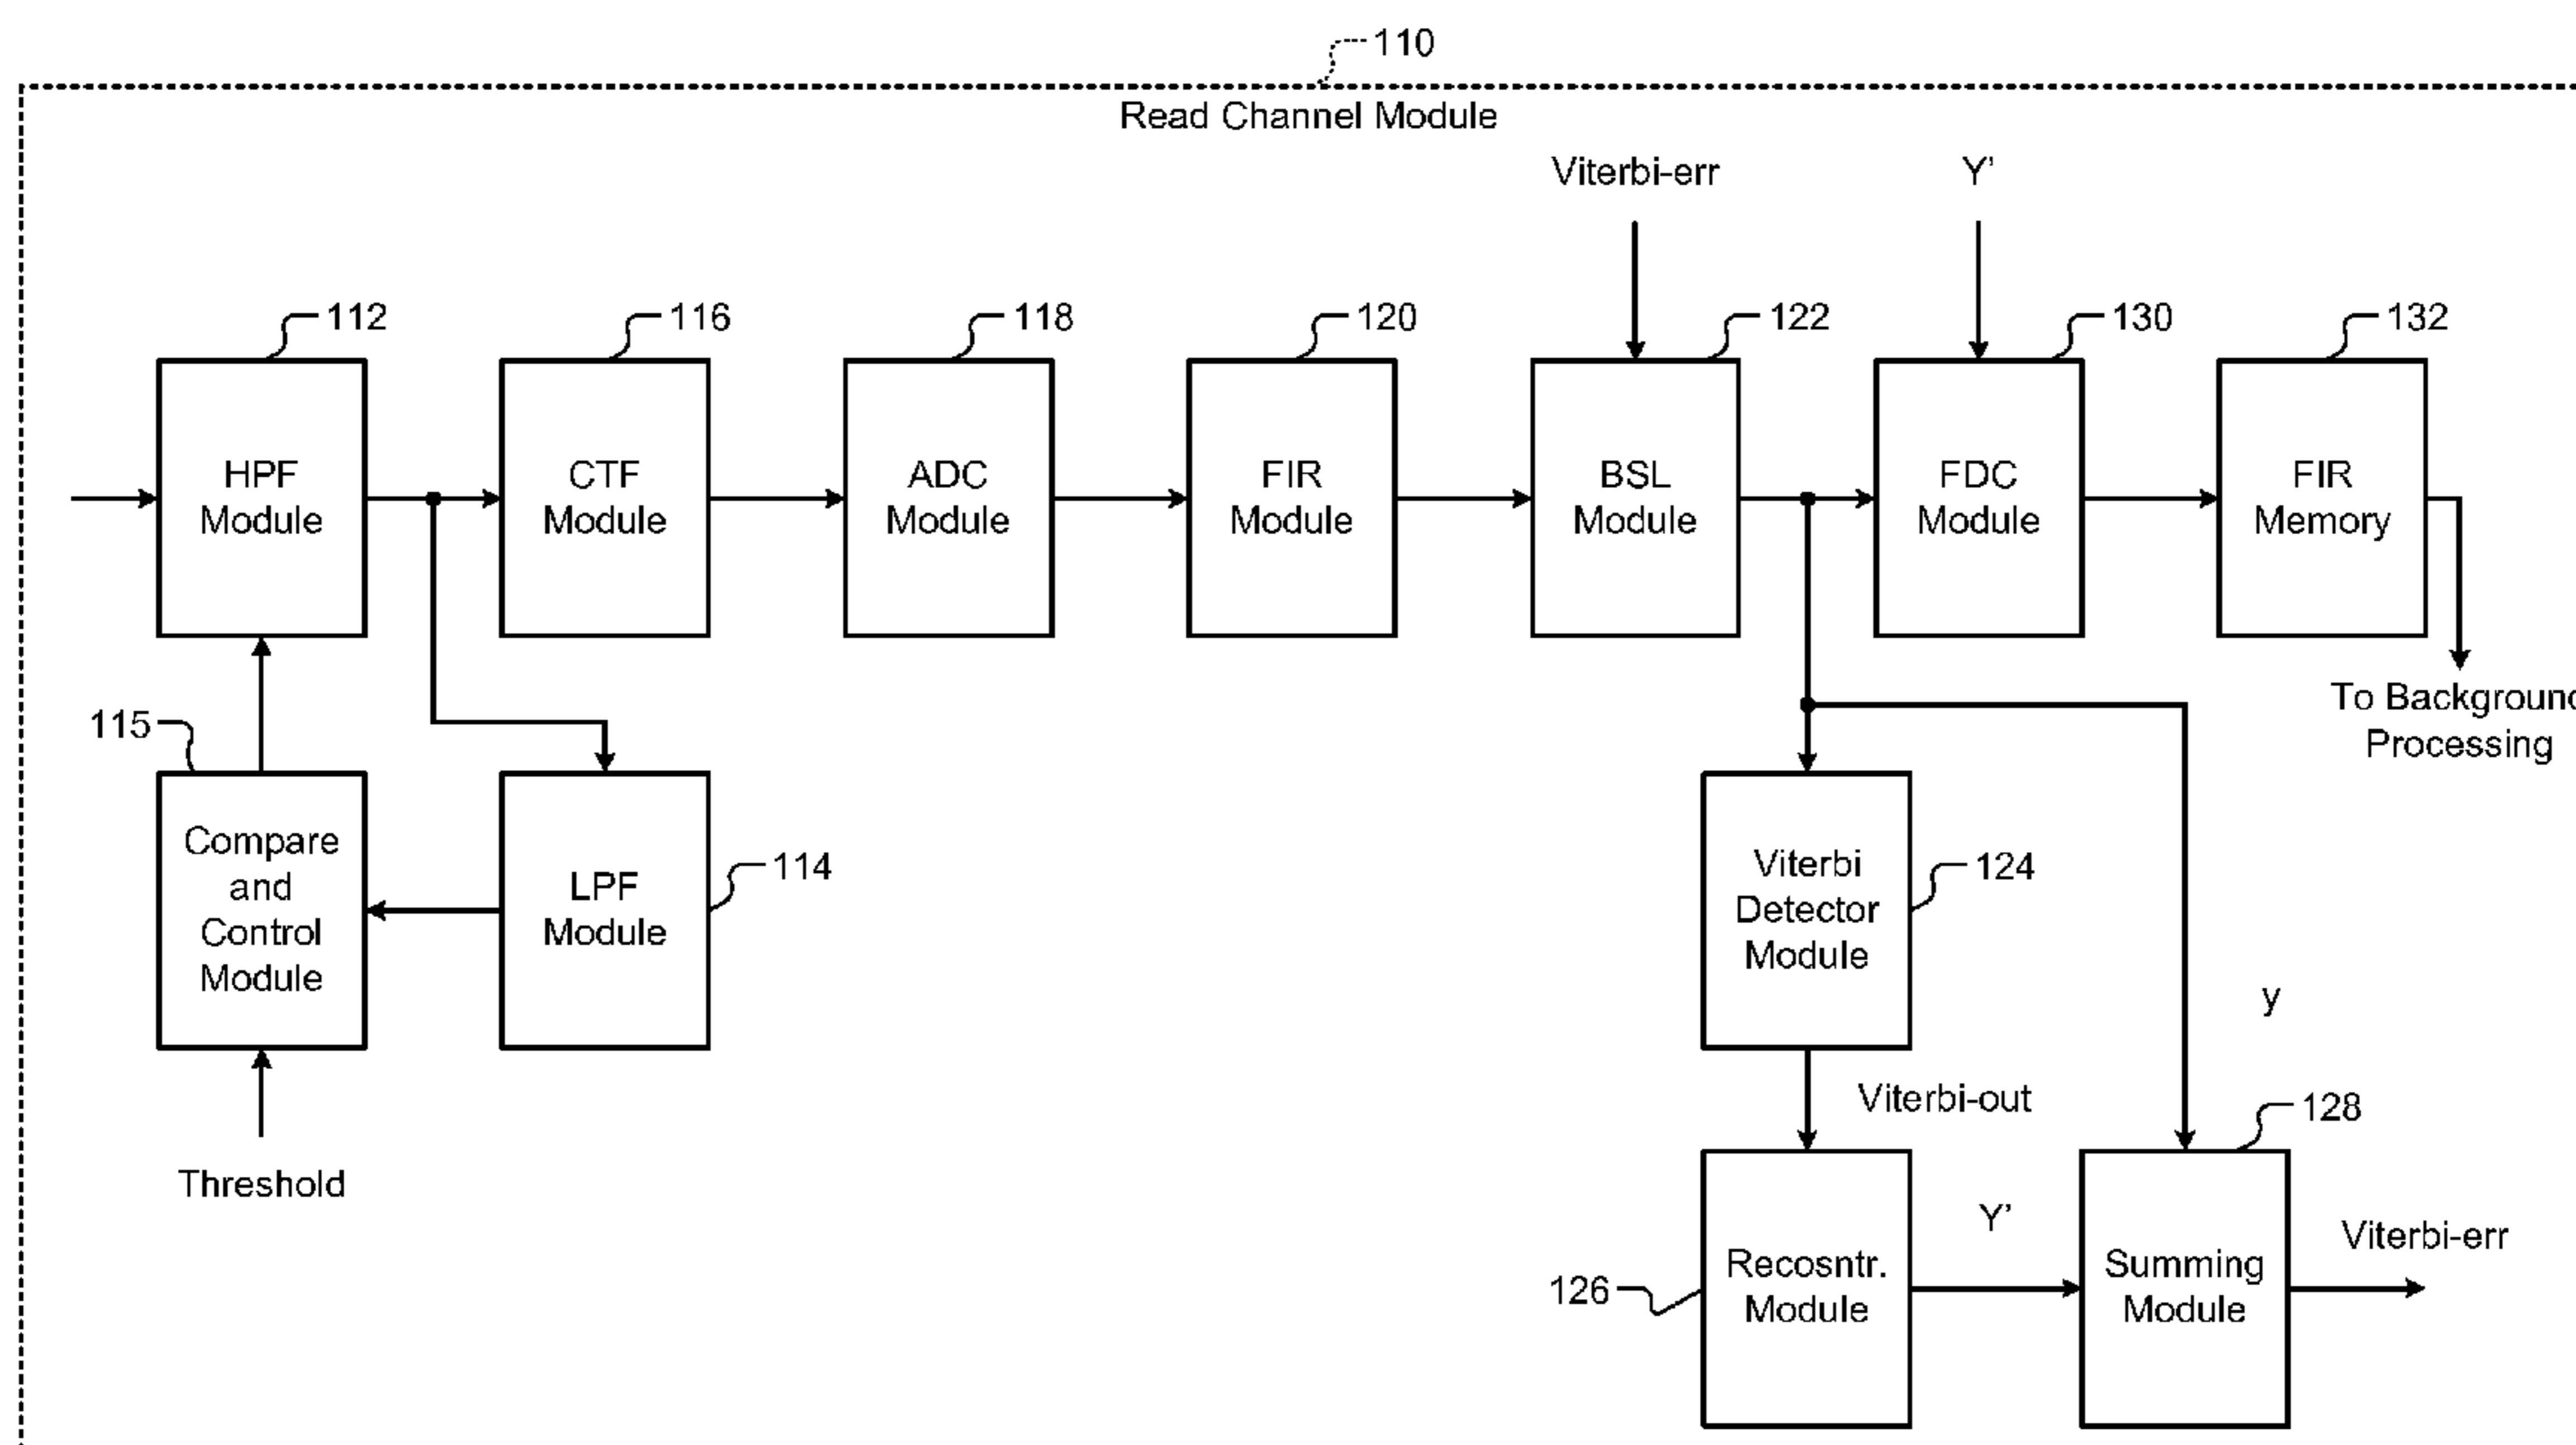 110
Read Channel Module
Viterbi-err
Y'
112
116
118
120
122
130
132
HPF
Module
CTF
Module
ADC
Module
FIR
Module
BSL
Module
FDC
Module
FIR
Memory
To Background
Processing
115
Compare
and
Control
Module
LPF
Module
114
Viterbi
Detector
Module
124
y
Threshold
Viterbi-out
128
126
Recosntr.
Module
Y'
Summing
Module
Viterbi-err